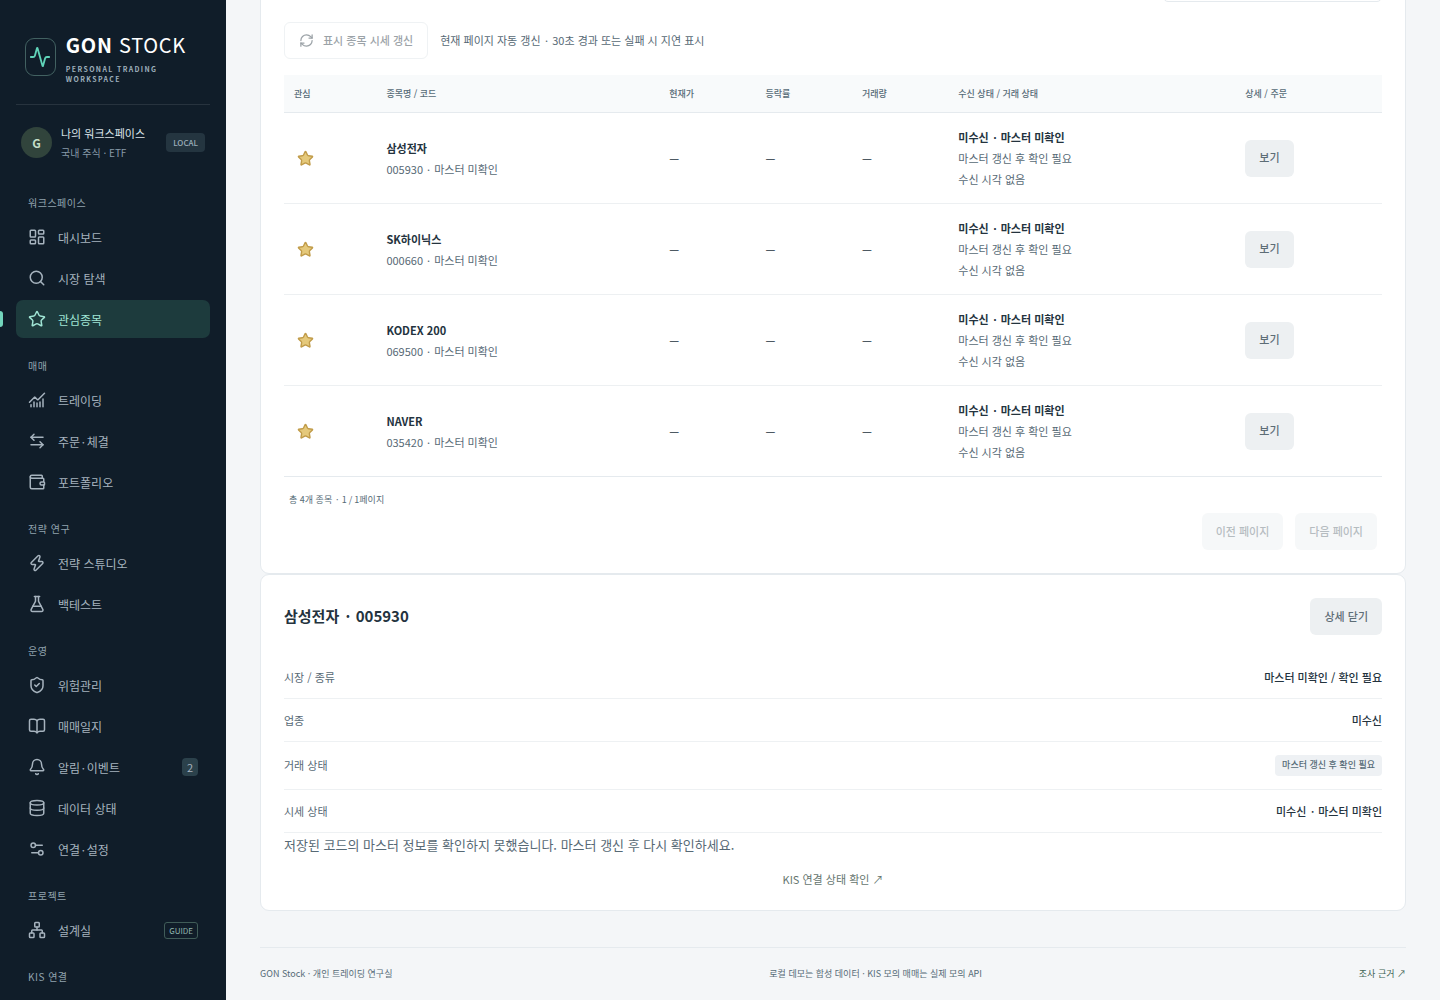 GON STOCK
PERSONAL TRADING
WORKSPACE
G
나의 워크스페이스
국내 주식 · ETF
LOCAL
워크스페이스
대시보드
시장 탐색
관심종목
매매
트레이딩
주문·체결
포트폴리오
전략 연구
전략 스튜디오
백테스트
운영
위험관리
매매일지
알림·이벤트
2
데이터 상태
연결·설정
프로젝트
설계실
GUIDE
KIS 연결
표시 종목 시세 갱신
현재 페이지 자동 갱신 · 30초 경과 또는 실패 시 지연 표시
관심 종목명 / 코드 현재가 등락률 거래량 수신 상태 / 거래 상태 상세 / 주문
삼성전자
005930 · 마스터 미확인
— — —
미수신 · 마스터 미확인
마스터 갱신 후 확인 필요
수신 시각 없음
보기
SK하이닉스
000660 · 마스터 미확인
— — —
미수신 · 마스터 미확인
마스터 갱신 후 확인 필요
수신 시각 없음
보기
KODEX 200
069500 · 마스터 미확인
— — —
미수신 · 마스터 미확인
마스터 갱신 후 확인 필요
수신 시각 없음
보기
NAVER
035420 · 마스터 미확인
— — —
미수신 · 마스터 미확인
마스터 갱신 후 확인 필요
수신 시각 없음
보기
총 4개 종목 · 1 / 1페이지
이전 페이지
다음 페이지
삼성전자 · 005930
상세 닫기
시장 / 종류
마스터 미확인 / 확인 필요
업종
미수신
거래 상태
마스터 갱신 후 확인 필요
시세 상태
미수신 · 마스터 미확인
저장된 코드의 마스터 정보를 확인하지 못했습니다. 마스터 갱신 후 다시 확인하세요.
KIS 연결 상태 확인 ↗
GON Stock · 개인 트레이딩 연구실
로컬 데모는 합성 데이터 · KIS 모의 매매는 실제 모의 API
조사 근거 ↗